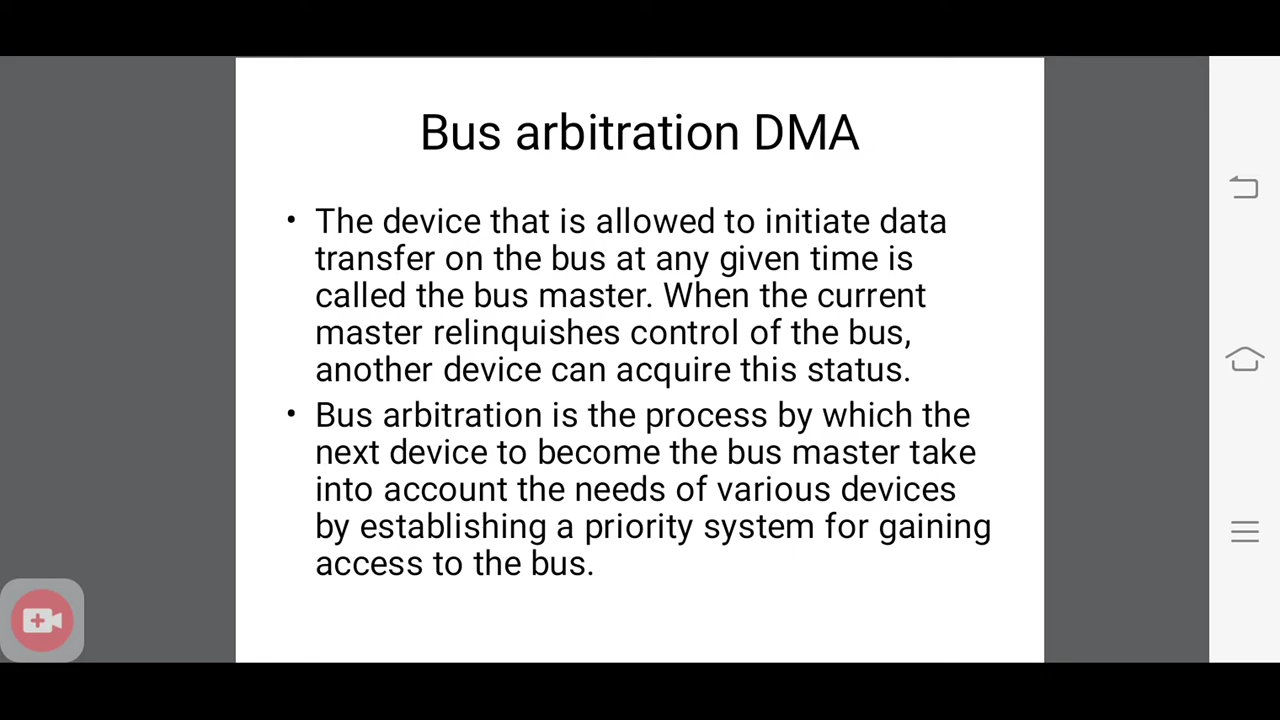 Bus arbitration DMA
• The device that is allowed to initiate data
transfer on the bus at any given time is
called the bus master. When the current
master relinquishes control of the bus,
another device can acquire this status.
• Bus arbitration is the process by which the
next device to become the bus master take
into account the needs of various devices
by establishing a priority system for gaining
access to the bus.